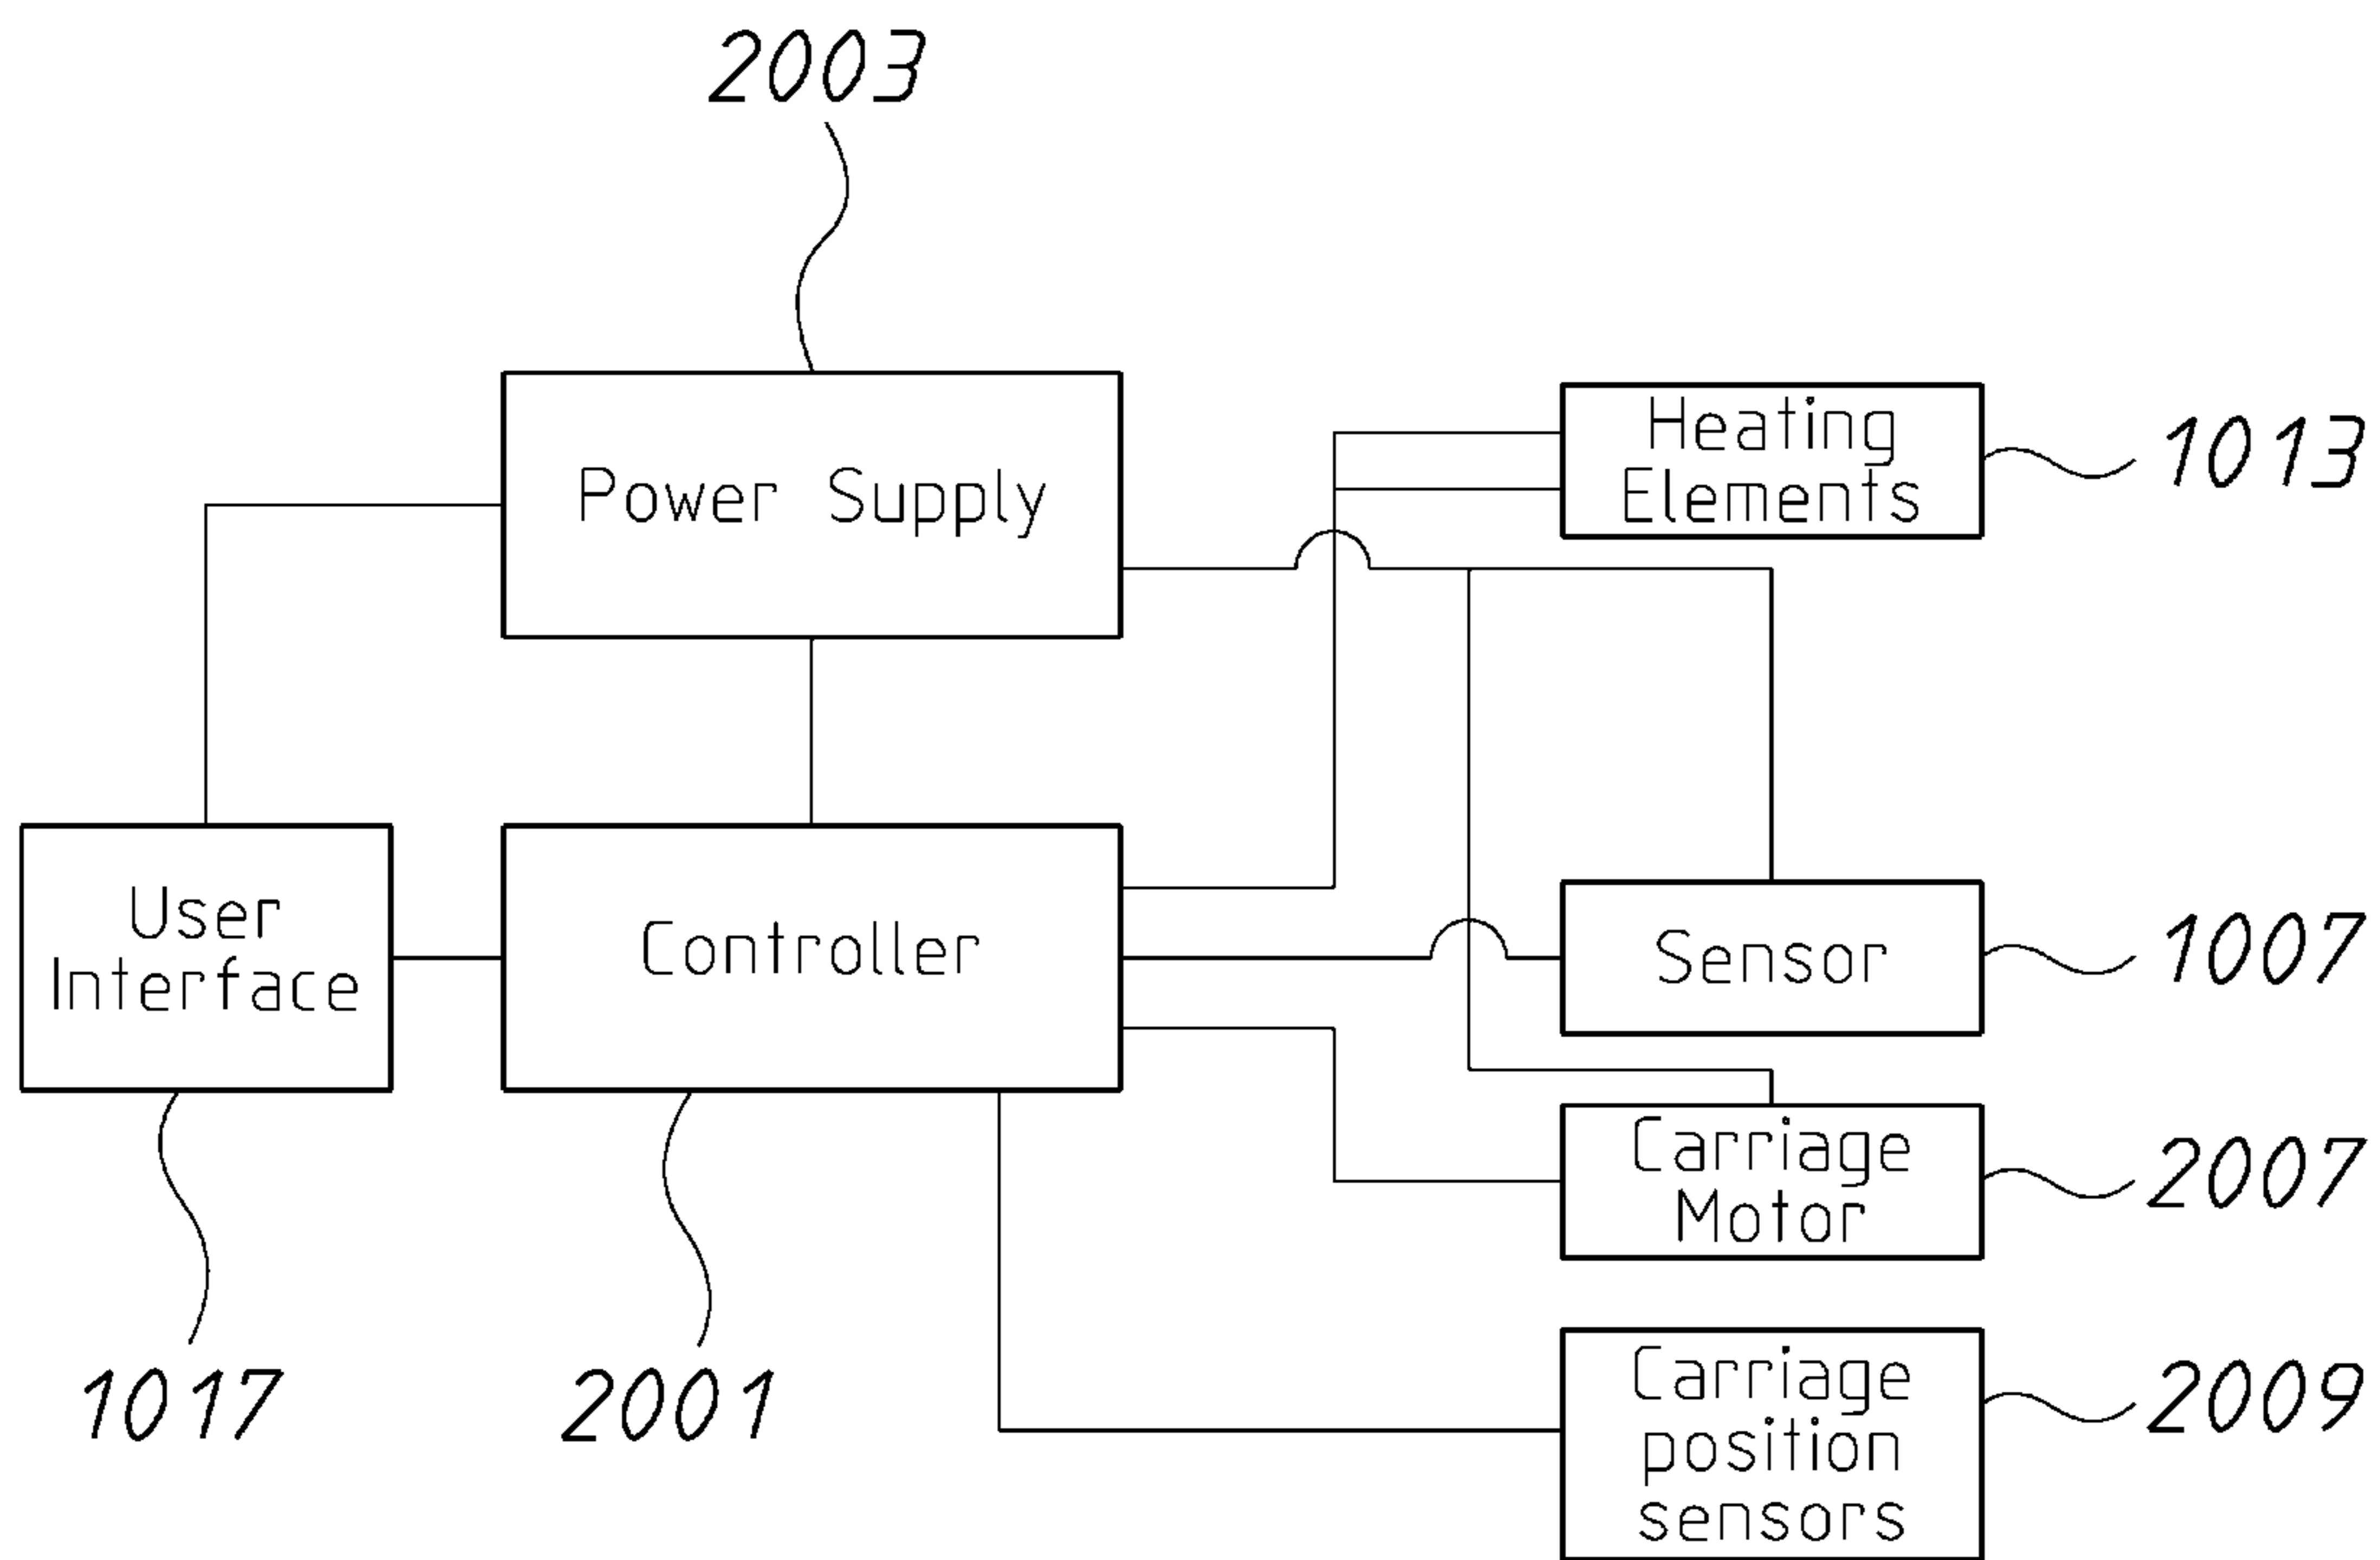 2003
Power Supply
Heating
Elements
1013
User
Interface
Controller
Sensor
1007
Carriage
Motor
2007
1017
2001
Carriage
position
sensors
2009